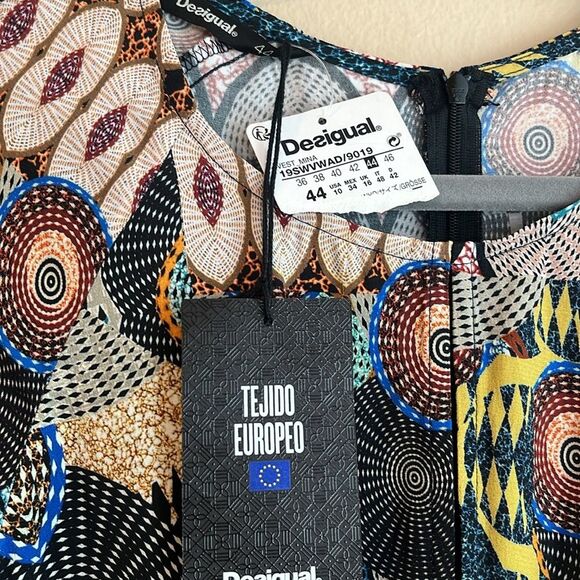 Desigual.
44
Desigual.
VEST_MINA
19SWVWAD/9019
36 38 40 42 44 46
44 USA MEX UK IT D
10 34 16 48 42
TEJIDO
EUROPEO
Desigual.